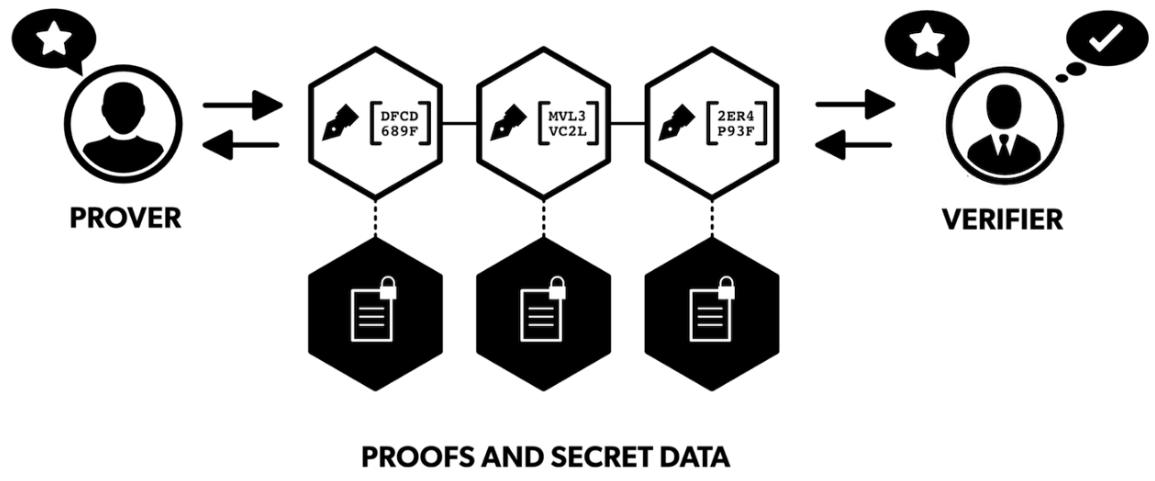 DFCD
689F
MVL3
VC2L
2ER4
P93F
PROVER
VERIFIER
PROOFS AND SECRET DATA